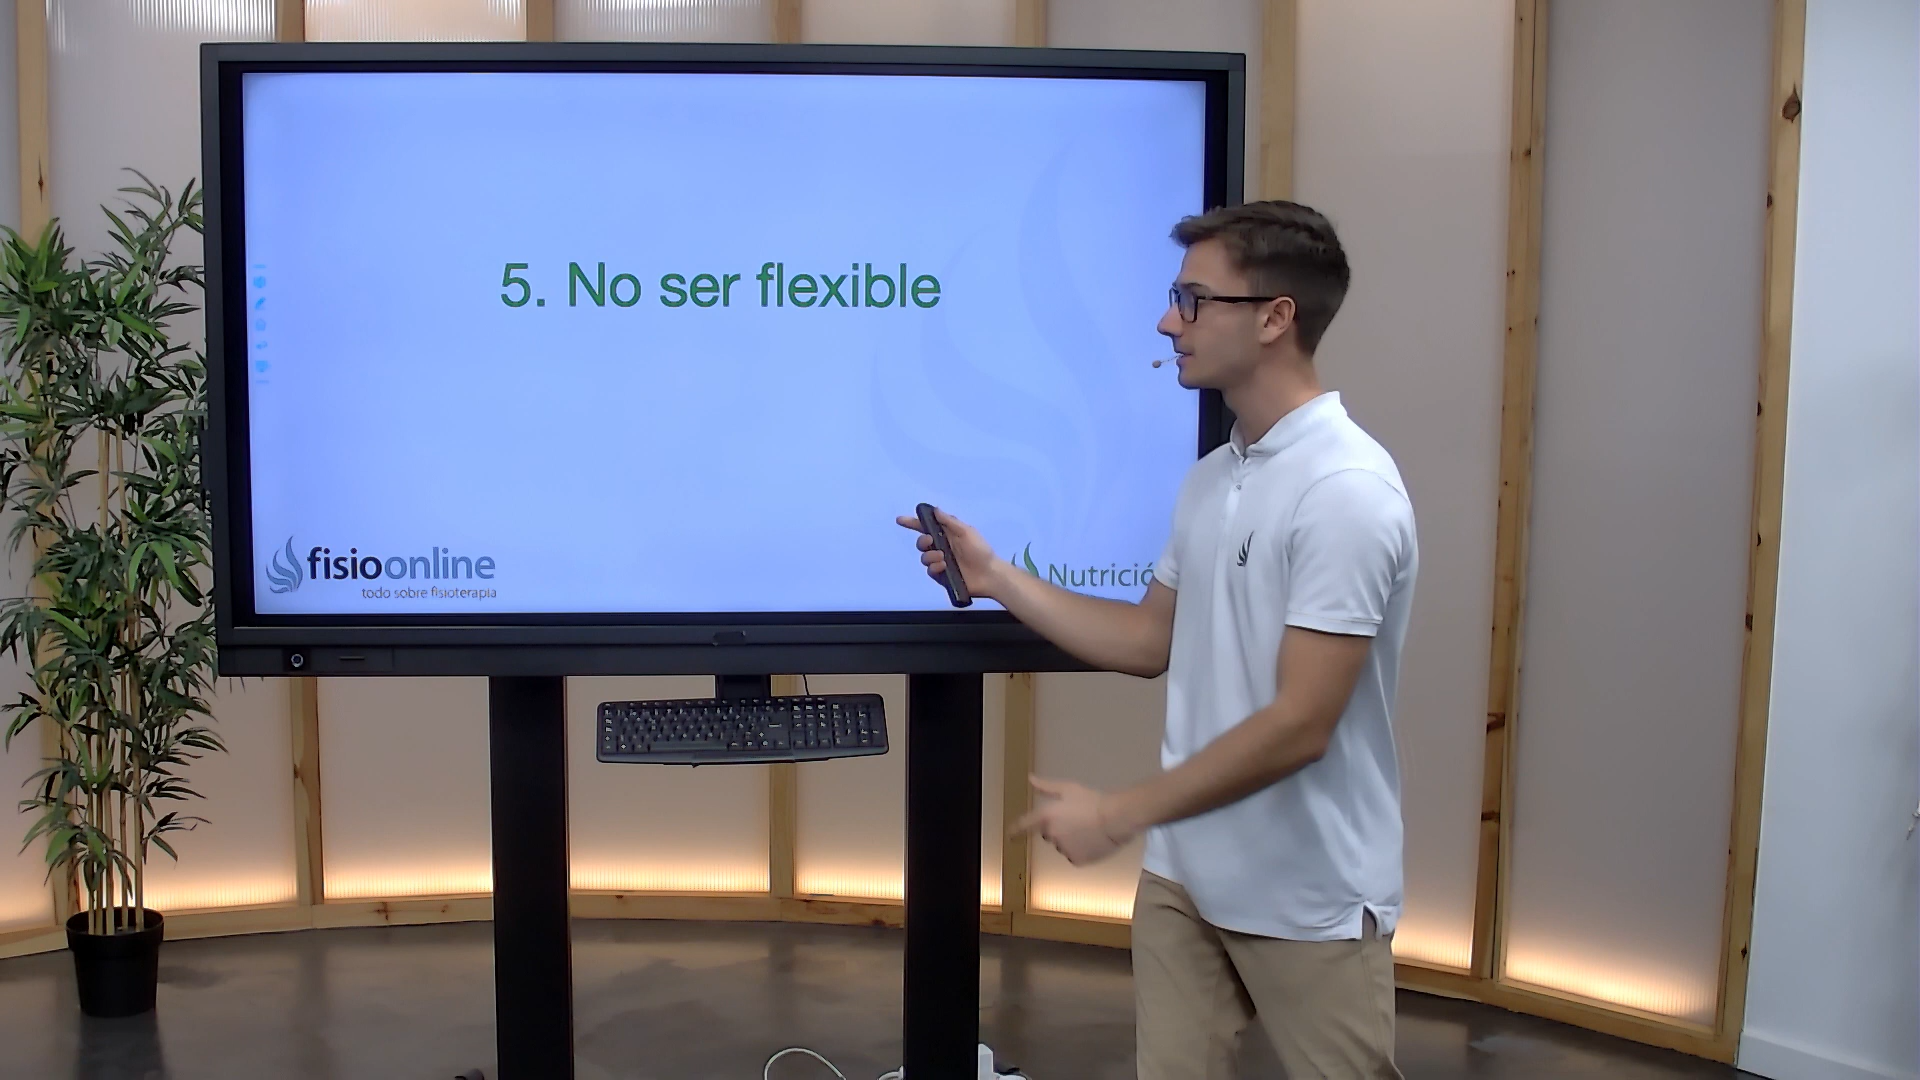 5. No ser flexible
fisioonline
todo sobre fisioterapia
Nutrició